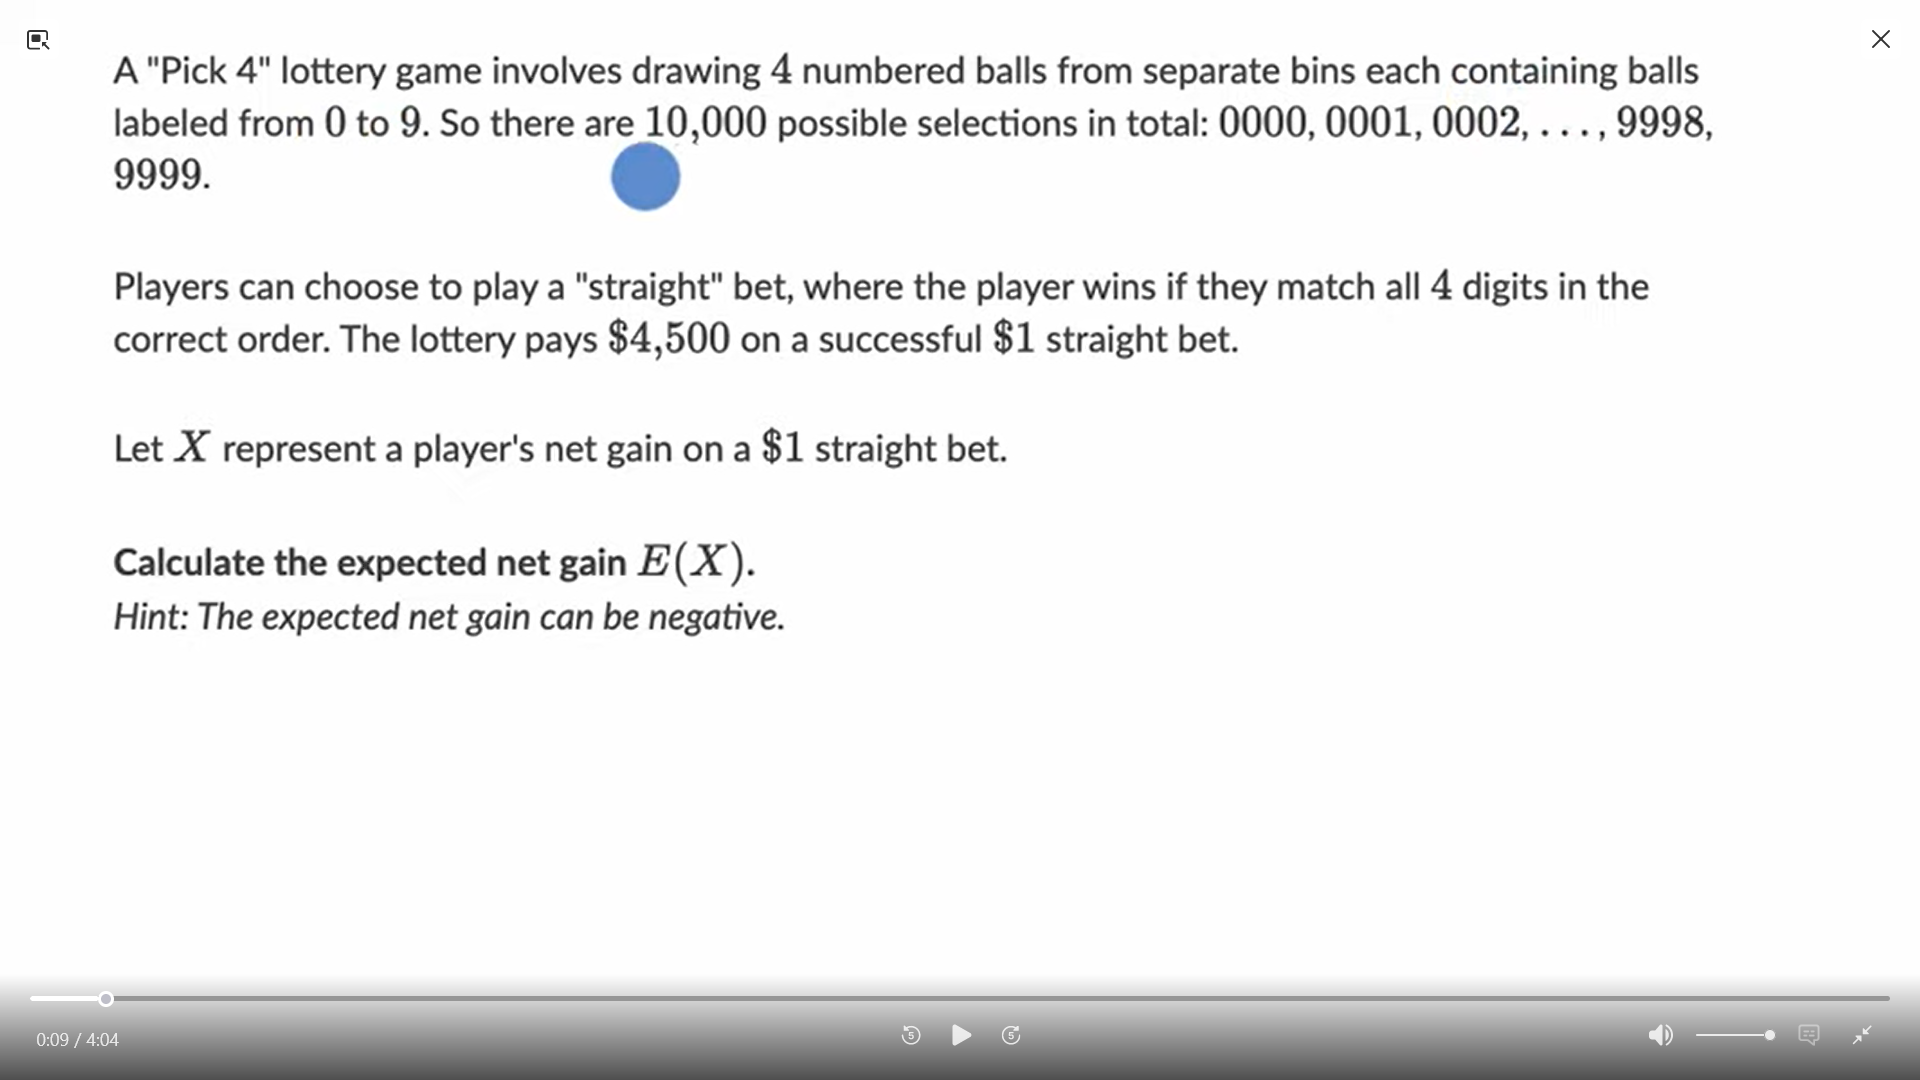 A "Pick 4" lottery game involves drawing 4 numbered balls from separate bins each containing balls
labeled from 0 to 9. So there are 10,000 possible selections in total: 0000, 0001, 0002, . . . , 9998,
9999.
Players can choose to play a "straight" bet, where the player wins if they match all 4 digits in the
correct order. The lottery pays $4,500 on a successful $1 straight bet.
Let X represent a player's net gain on a $1 straight bet.
Calculate the expected net gain E(X).
Hint: The expected net gain can be negative.
0:09 / 4:04
5
5